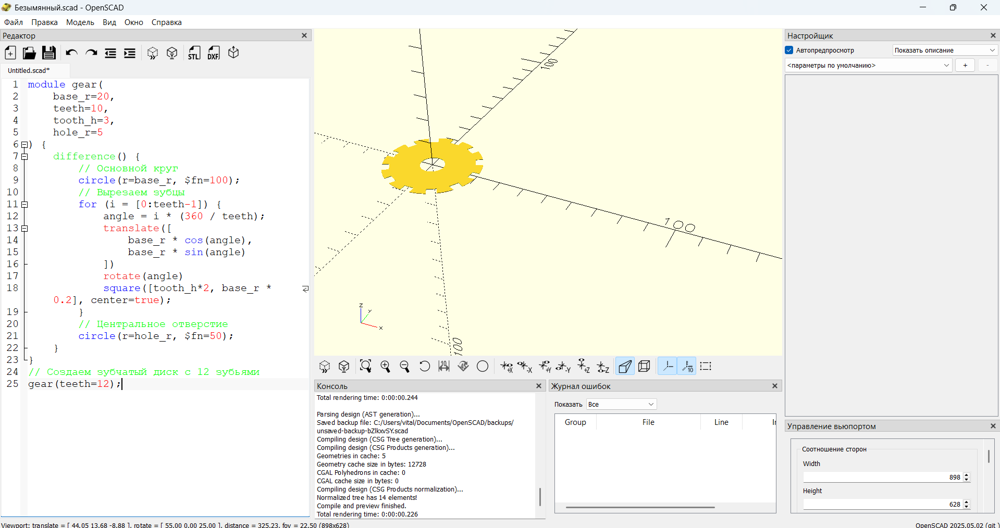 Безымянный.scad - OpenSCAD
Файл Правка Модель Вид Окно Справка
Редактор
STL DXF
Untitled.scad*
1 module gear(
2 base_r=20,
3 teeth=10,
4 tooth_h=3,
5 hole_r=5
6 ) {
7 difference() {
8 // Основной круг
9 circle(r=base_r, $fn=100);
10 // Вырезаем зубцы
11 for (i = [0:teeth-1]) {
12 angle = i * (360 / teeth);
13 translate([
14 base_r * cos(angle),
15 base_r * sin(angle)
16 ])
17 rotate(angle)
18 square([tooth_h*2, base_r *
0.2], center=true);
19 }
20 // Центральное отверстие
21 circle(r=hole_r, $fn=50);
22 }
23 }
24 // Создаем зубчатый диск с 12 зубьями
25 gear(teeth=12);
100
100
100
z
y
x
10 +X -X +Y -Y +Z -Z 10
Консоль
Total rendering time: 0:00:00.244
Parsing design (AST generation)...
Saved backup file: C:/Users/vital/Documents/OpenSCAD/backups/
unsaved-backup-bZlkxvSY.scad
Compiling design (CSG Tree generation)...
Compiling design (CSG Products generation)...
Geometries in cache: 5
Geometry cache size in bytes: 12728
CGAL Polyhedrons in cache: 0
CGAL cache size in bytes: 0
Compiling design (CSG Products normalization)...
Normalized tree has 14 elements!
Compile and preview finished.
Total rendering time: 0:00:00.226
Журнал ошибок
Показать Все
Group File Line
Настройщик
Автопредпросмотр Показать описание
<параметры по умолчанию> + -
Управление вьюпортом
Соотношение сторон
Width
898
Height
628
Viewport: translate = [ 44.05 13.68 -8.88 ], rotate = [ 55.00 0.00 25.00 ], distance = 325.23, fov = 22.50 (898x628)
OpenSCAD 2025.05.02 (git